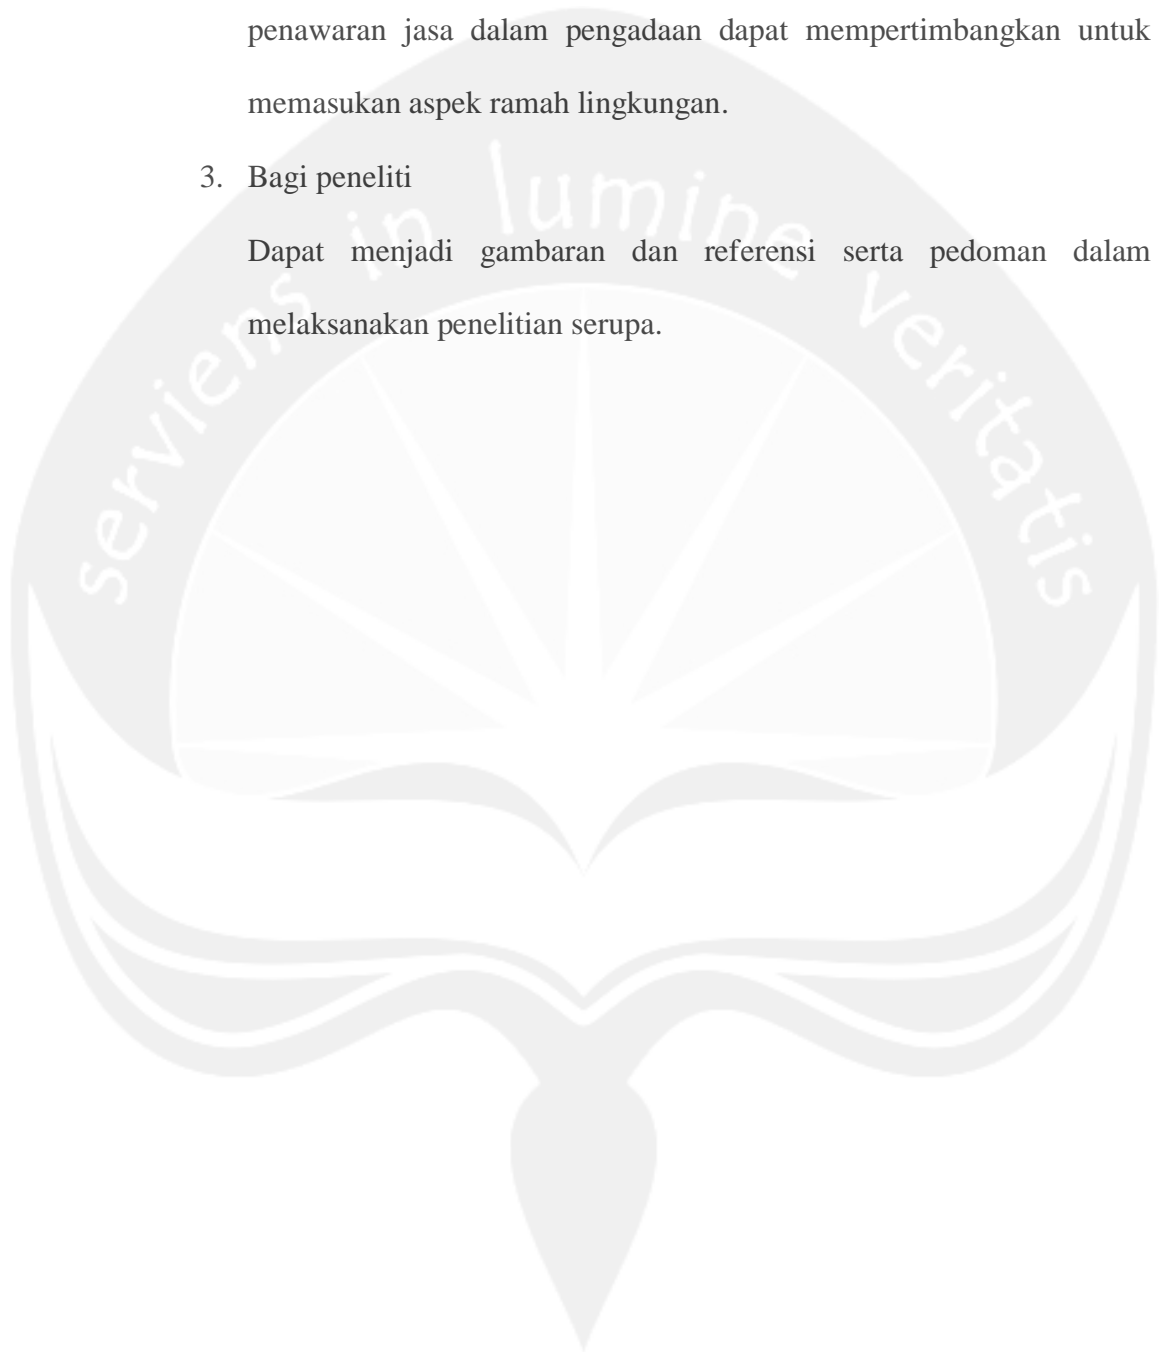 penawaran jasa dalam pengadaan dapat mempertimbangkan untuk
memasukan aspek ramah lingkungan.
3. Bagi peneliti
Dapat menjadi gambaran dan referensi serta pedoman dalam
melaksanakan penelitian serupa.
serviens in lumine veritatis